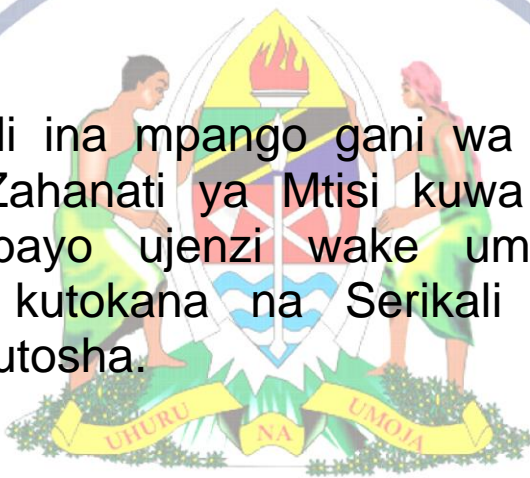 li ina mpango gani wa
Zahanati ya Mtisi kuwa
bayo ujenzi wake um
kutokana na Serikali
utosha.
UHURU NA UMOJA